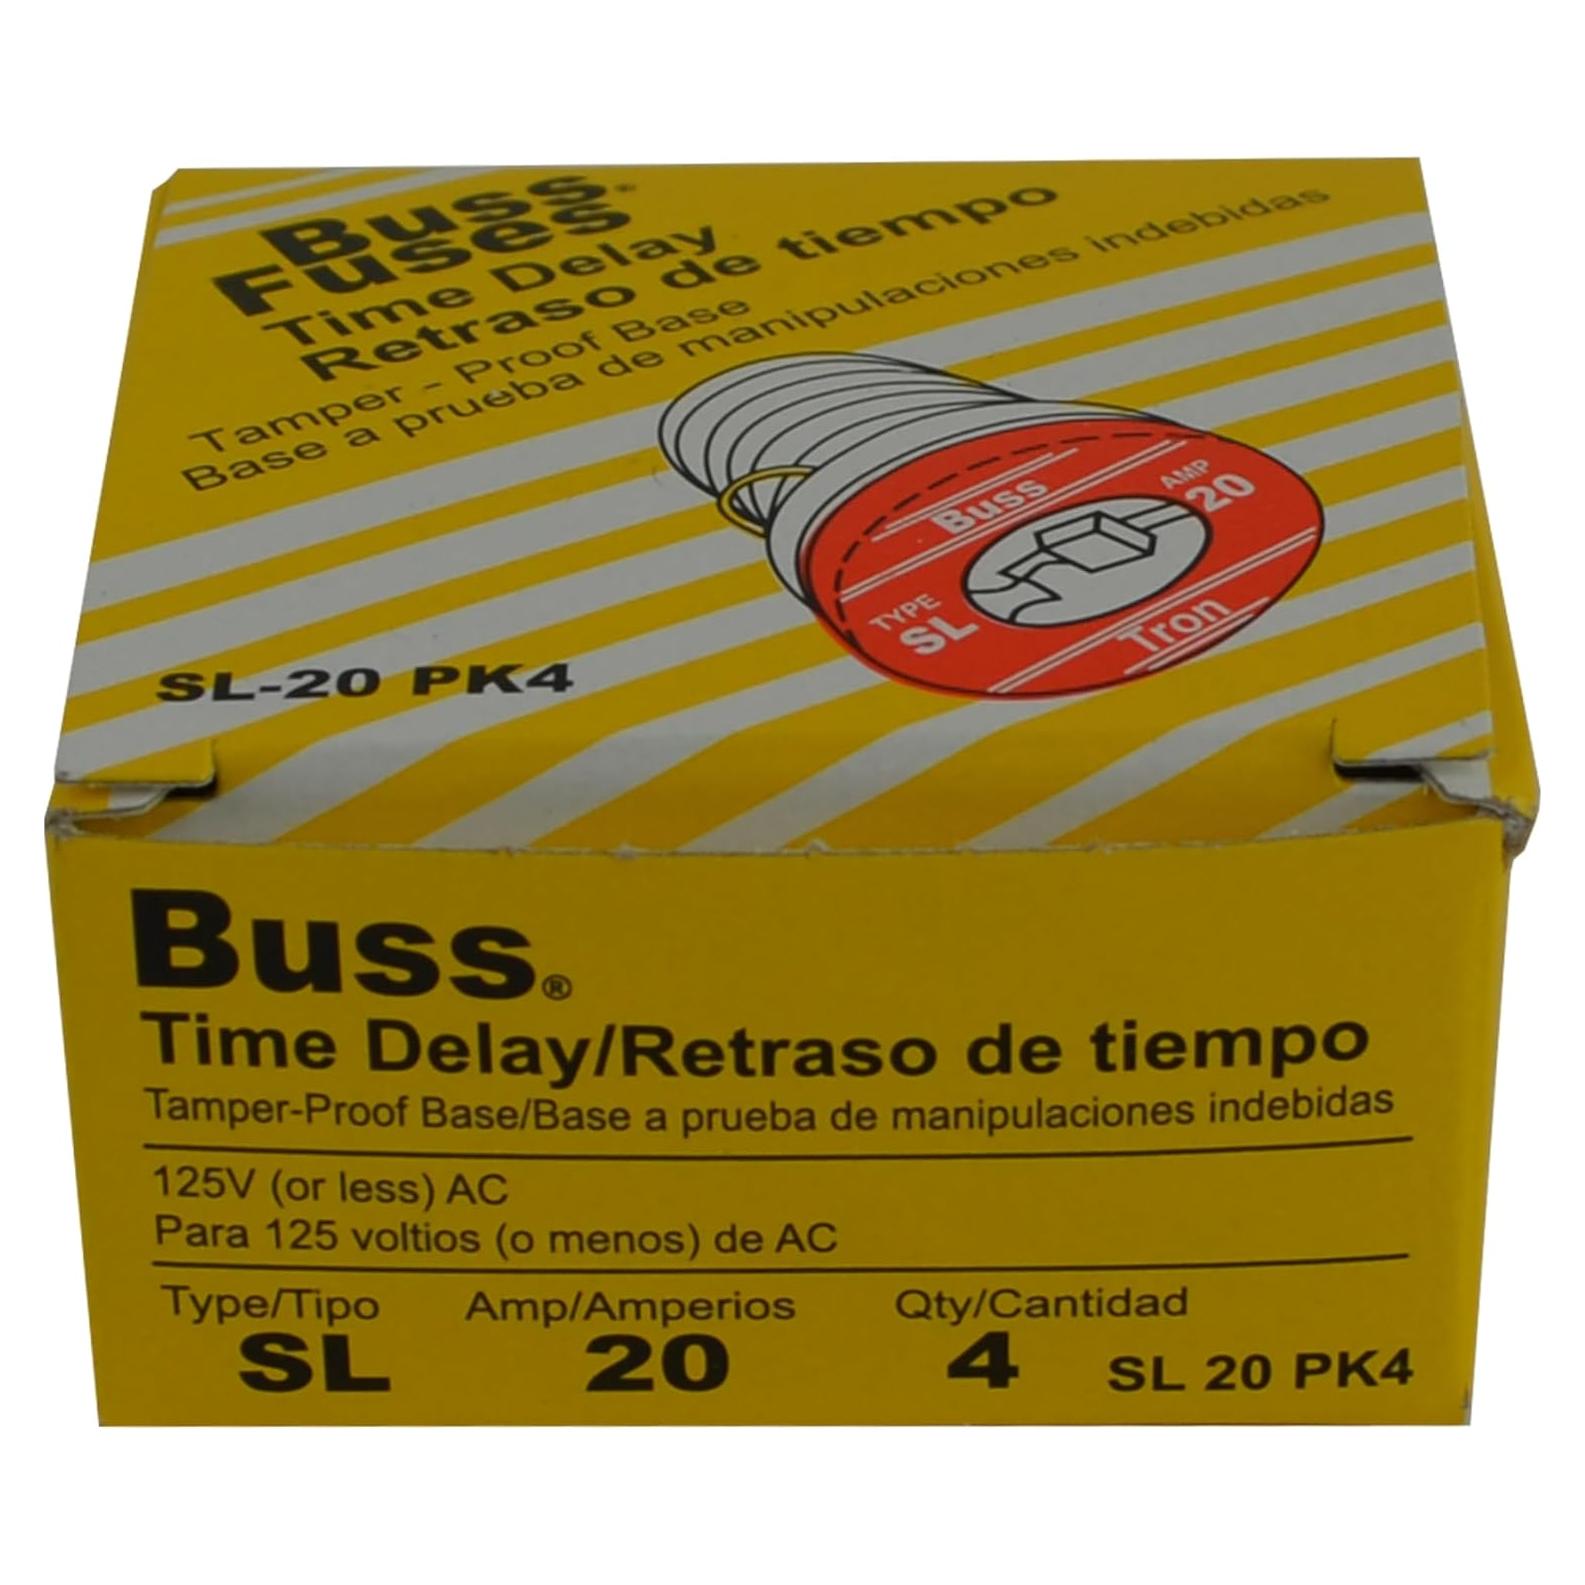 Buss®
Fuses
Time Delay
Retraso de tiempo
Tamper - Proof Base
Base a prueba de manipulaciones indebidas
Buss
AMP
20
TYPE
SL
Tron
SL-20 PK4
Buss®
Time Delay/Retraso de tiempo
Tamper-Proof Base/Base a prueba de manipulaciones indebidas
125V (or less) AC
Para 125 voltios (o menos) de AC
Type/Tipo Amp/Amperios Qty/Cantidad
SL 20 4 SL 20 PK4